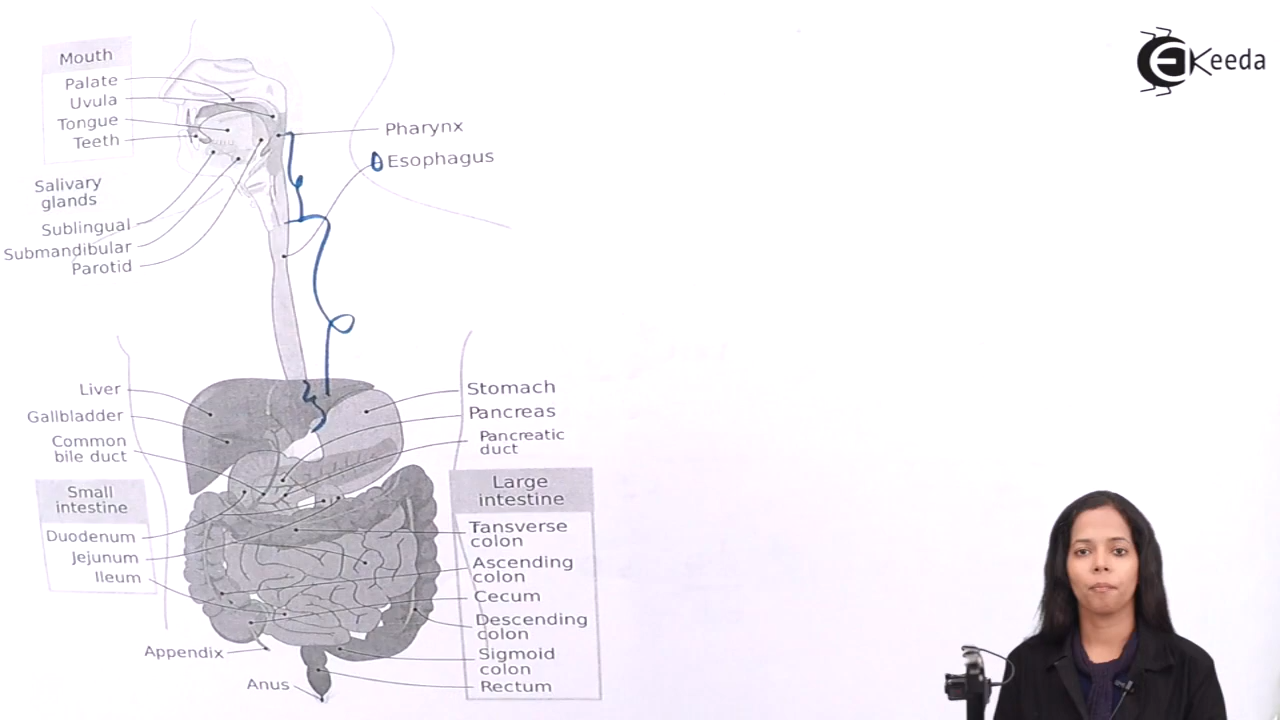 Mouth
Palate
Uvula
Tongue
Teeth
Salivary
glands
Sublingual
Submandibular
Parotid
Pharynx
Esophagus
Liver
Gallbladder
Common
bile duct
Small
intestine
Duodenum
Jejunum
Ileum
Appendix
Anus
Stomach
Pancreas
Pancreatic
duct
Large
intestine
Tansverse
colon
Ascending
colon
Cecum
Descending
colon
Sigmoid
colon
Rectum
EKeeda